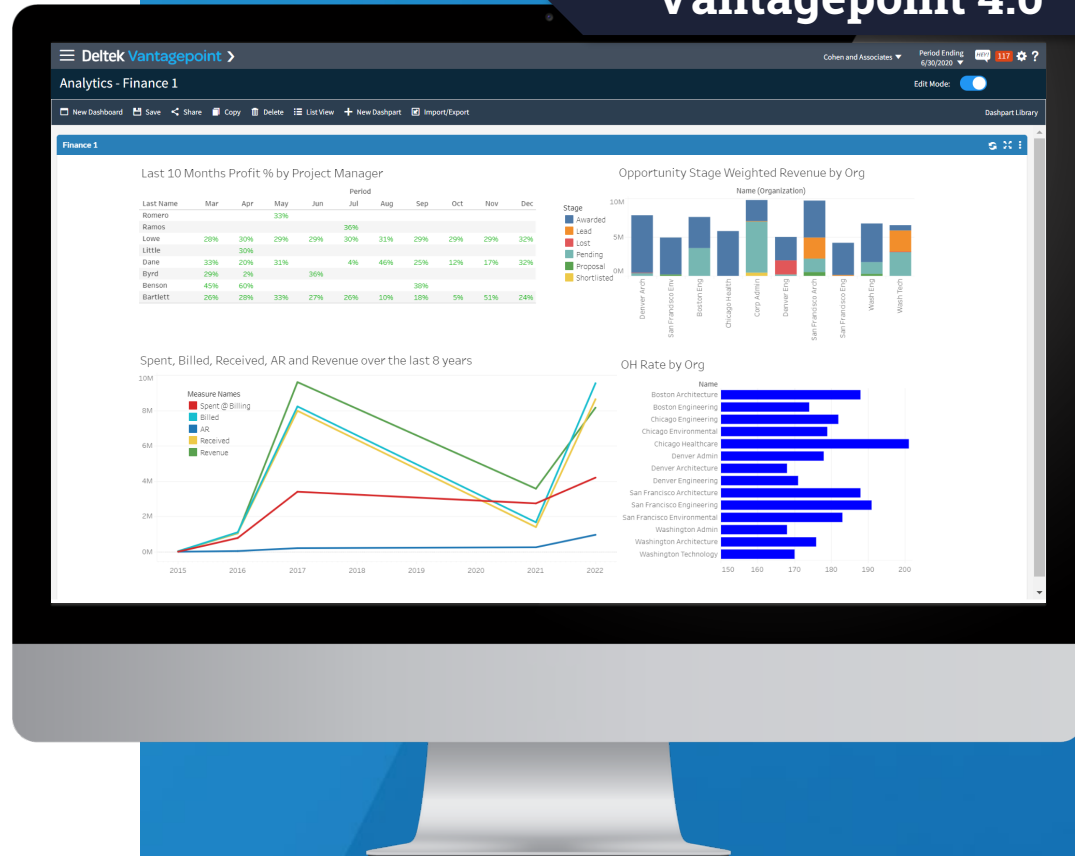 Vantagepoint 4.0
Deltek Vantagepoint
Cohen and Associates
Period Ending
6/30/2020
HEY!
117
?
Analytics - Finance 1
Edit Mode:
New Dashboard Save Share Copy Delete List View New Dashpart Import/Export
Dashpart Library
Finance 1
Last 10 Months Profit % by Project Manager
Period
Last Name Mar Apr May Jun Jul Aug Sep Oct Nov Dec
Romero 33%
Ramos 36%
Lowe 28% 30% 29% 29% 30% 31% 29% 29% 29% 32%
Little 30%
Dane 33% 20% 31% 4% 46% 25% 12% 17% 32%
Byrd 29% 2% 36%
Benson 45% 60% 38%
Bartlett 26% 28% 33% 27% 26% 10% 18% 5% 51% 24%
Opportunity Stage Weighted Revenue by Org
Name (Organization)
Stage
Awarded
Lead
Lost
Pending
Proposal
Shortlisted
10M
5M
0M
Denver Arch
San Francisco Env
Boston Eng
Chicago Health
Corp Admin
Denver Eng
San Francisco Arch
San Francisco Eng
Wash Eng
Wash Tech
Spent, Billed, Received, AR and Revenue over the last 8 years
10M
8M
6M
4M
2M
0M
Measure Names
Spent @ Billing
Billed
AR
Received
Revenue
2015 2016 2017 2018 2019 2020 2021 2022
OH Rate by Org
Name
Boston Architecture
Boston Engineering
Chicago Engineering
Chicago Environmental
Chicago Healthcare
Denver Admin
Denver Architecture
Denver Engineering
San Francisco Architecture
San Francisco Engineering
San Francisco Environmental
Washington Admin
Washington Architecture
Washington Technology
150 160 170 180 190 200